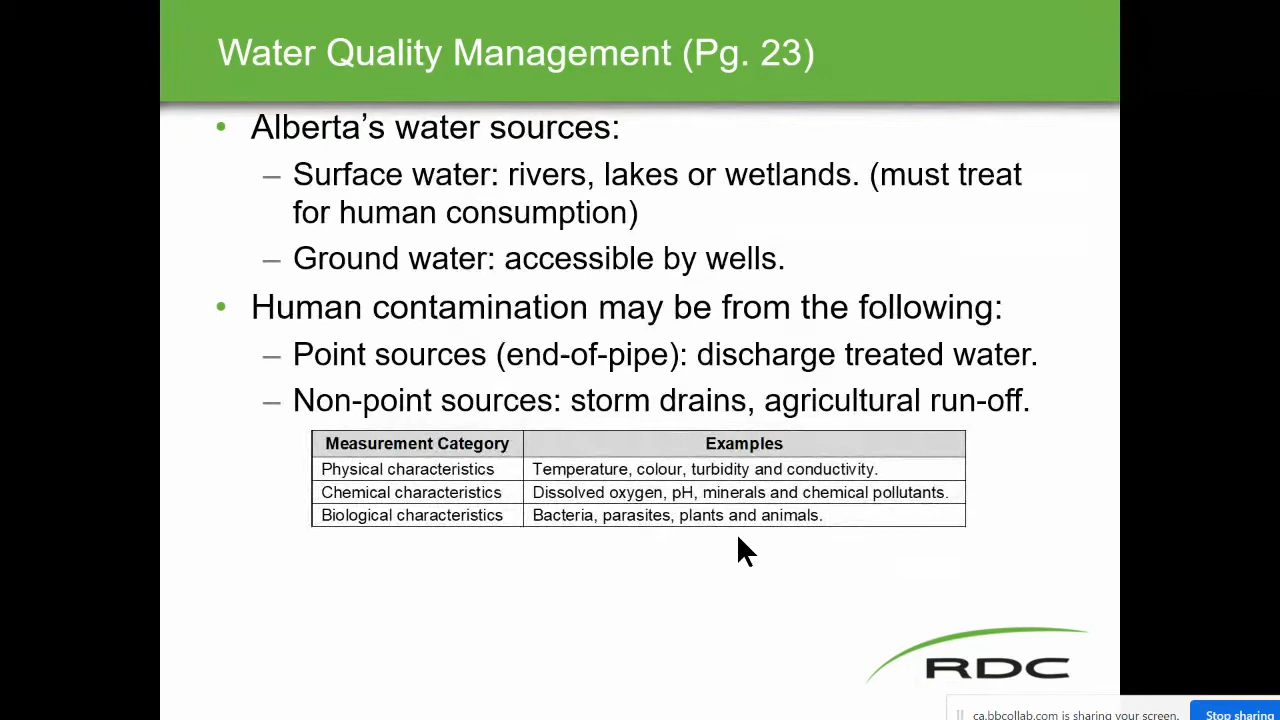 Water Quality Management (Pg. 23)
• Alberta’s water sources:
– Surface water: rivers, lakes or wetlands. (must treat
for human consumption)
– Ground water: accessible by wells.
• Human contamination may be from the following:
– Point sources (end-of-pipe): discharge treated water.
– Non-point sources: storm drains, agricultural run-off.
Measurement Category Examples
Physical characteristics Temperature, colour, turbidity and conductivity.
Chemical characteristics Dissolved oxygen, pH, minerals and chemical pollutants.
Biological characteristics Bacteria, parasites, plants and animals.
RDC
ca.bbcollab.com is sharing your screen. Stop sharing